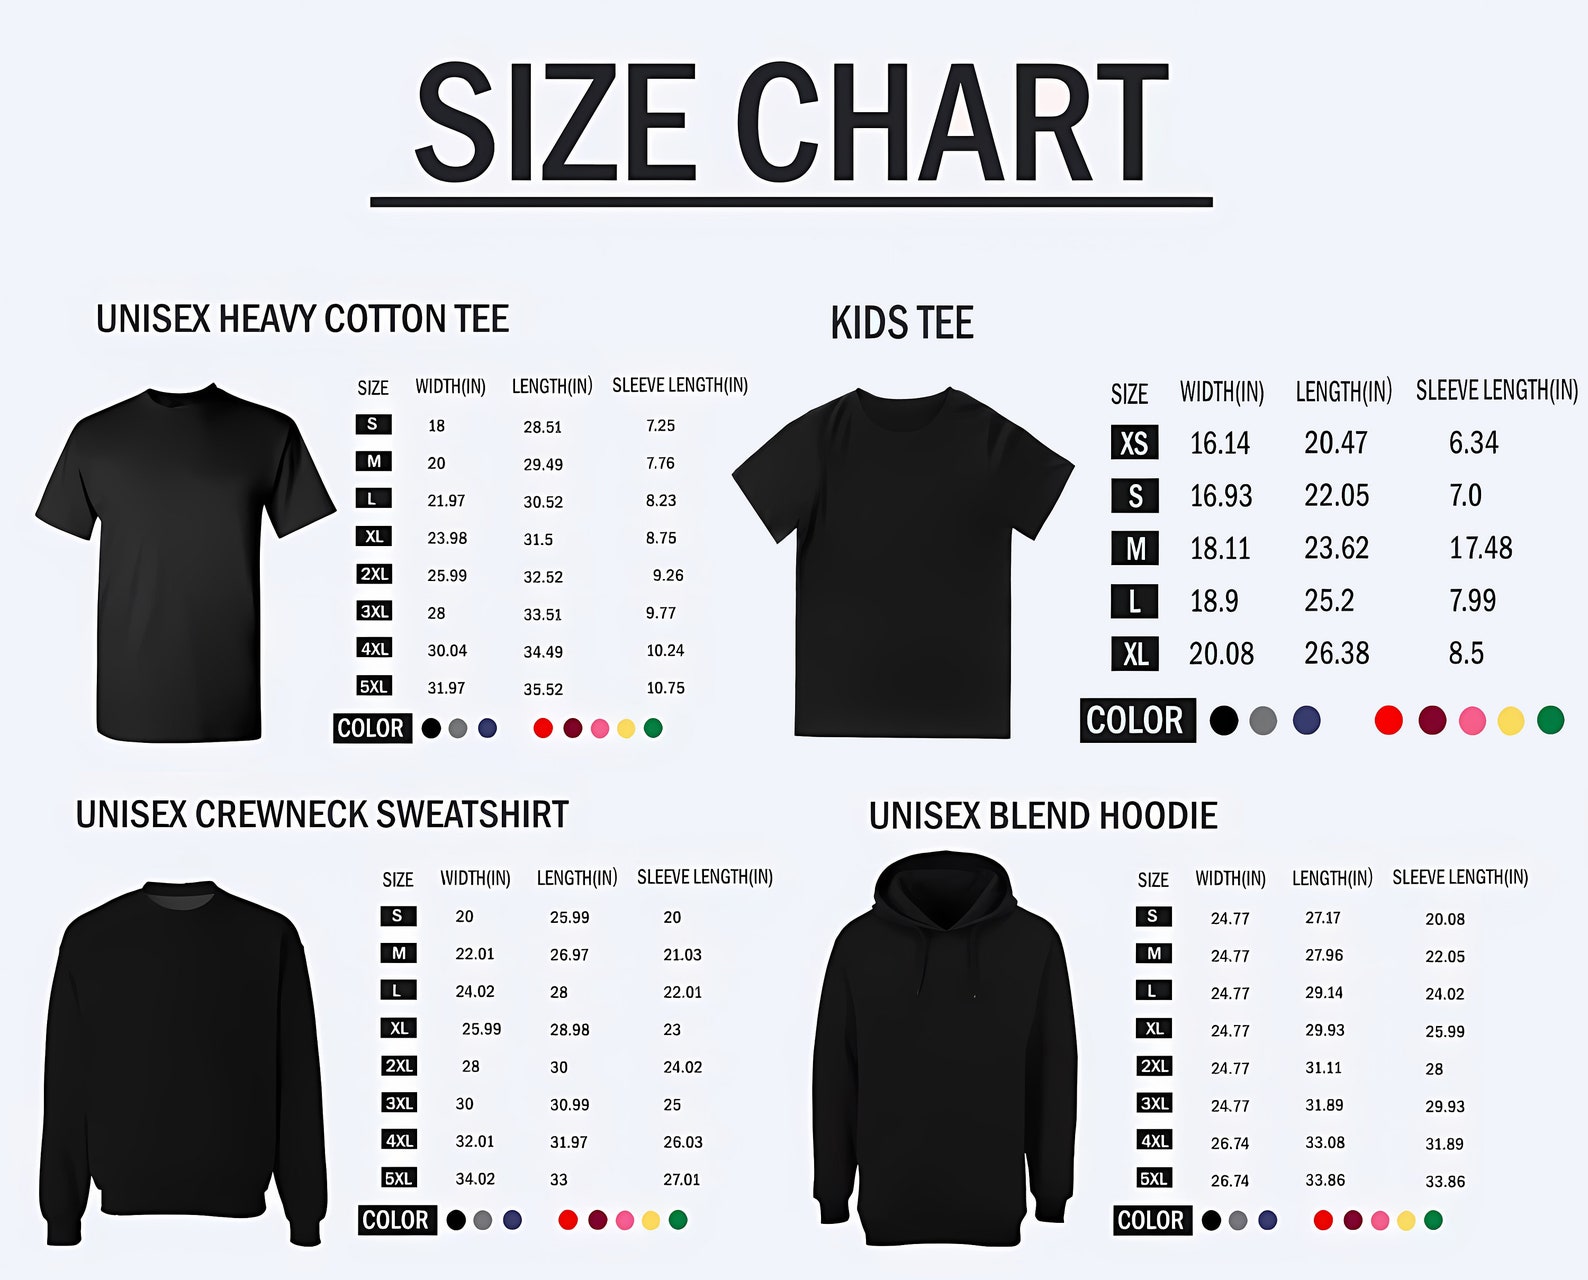 SIZE CHART
UNISEX HEAVY COTTON TEE
SIZE WIDTH(IN) LENGTH(IN) SLEEVE LENGTH(IN)
S 18 28.51 7.25
M 20 29.49 7.76
L 21.97 30.52 8.23
XL 23.98 31.5 8.75
2XL 25.99 32.52 9.26
3XL 28 33.51 9.77
4XL 30.04 34.49 10.24
5XL 31.97 35.52 10.75
COLOR
KIDS TEE
SIZE WIDTH(IN) LENGTH(IN) SLEEVE LENGTH(IN)
XS 16.14 20.47 6.34
S 16.93 22.05 7.0
M 18.11 23.62 17.48
L 18.9 25.2 7.99
XL 20.08 26.38 8.5
COLOR
UNISEX CREWNECK SWEATSHIRT
SIZE WIDTH(IN) LENGTH(IN) SLEEVE LENGTH(IN)
S 20 25.99 20
M 22.01 26.97 21.03
L 24.02 28 22.01
XL 25.99 28.98 23
2XL 28 30 24.02
3XL 30 30.99 25
4XL 32.01 31.97 26.03
5XL 34.02 33 27.01
COLOR
UNISEX BLEND HOODIE
SIZE WIDTH(IN) LENGTH(IN) SLEEVE LENGTH(IN)
S 24.77 27.17 20.08
M 24.77 27.96 22.05
L 24.77 29.14 24.02
XL 24.77 29.93 25.99
2XL 24.77 31.11 28
3XL 24.77 31.89 29.93
4XL 26.74 33.08 31.89
5XL 26.74 33.86 33.86
COLOR